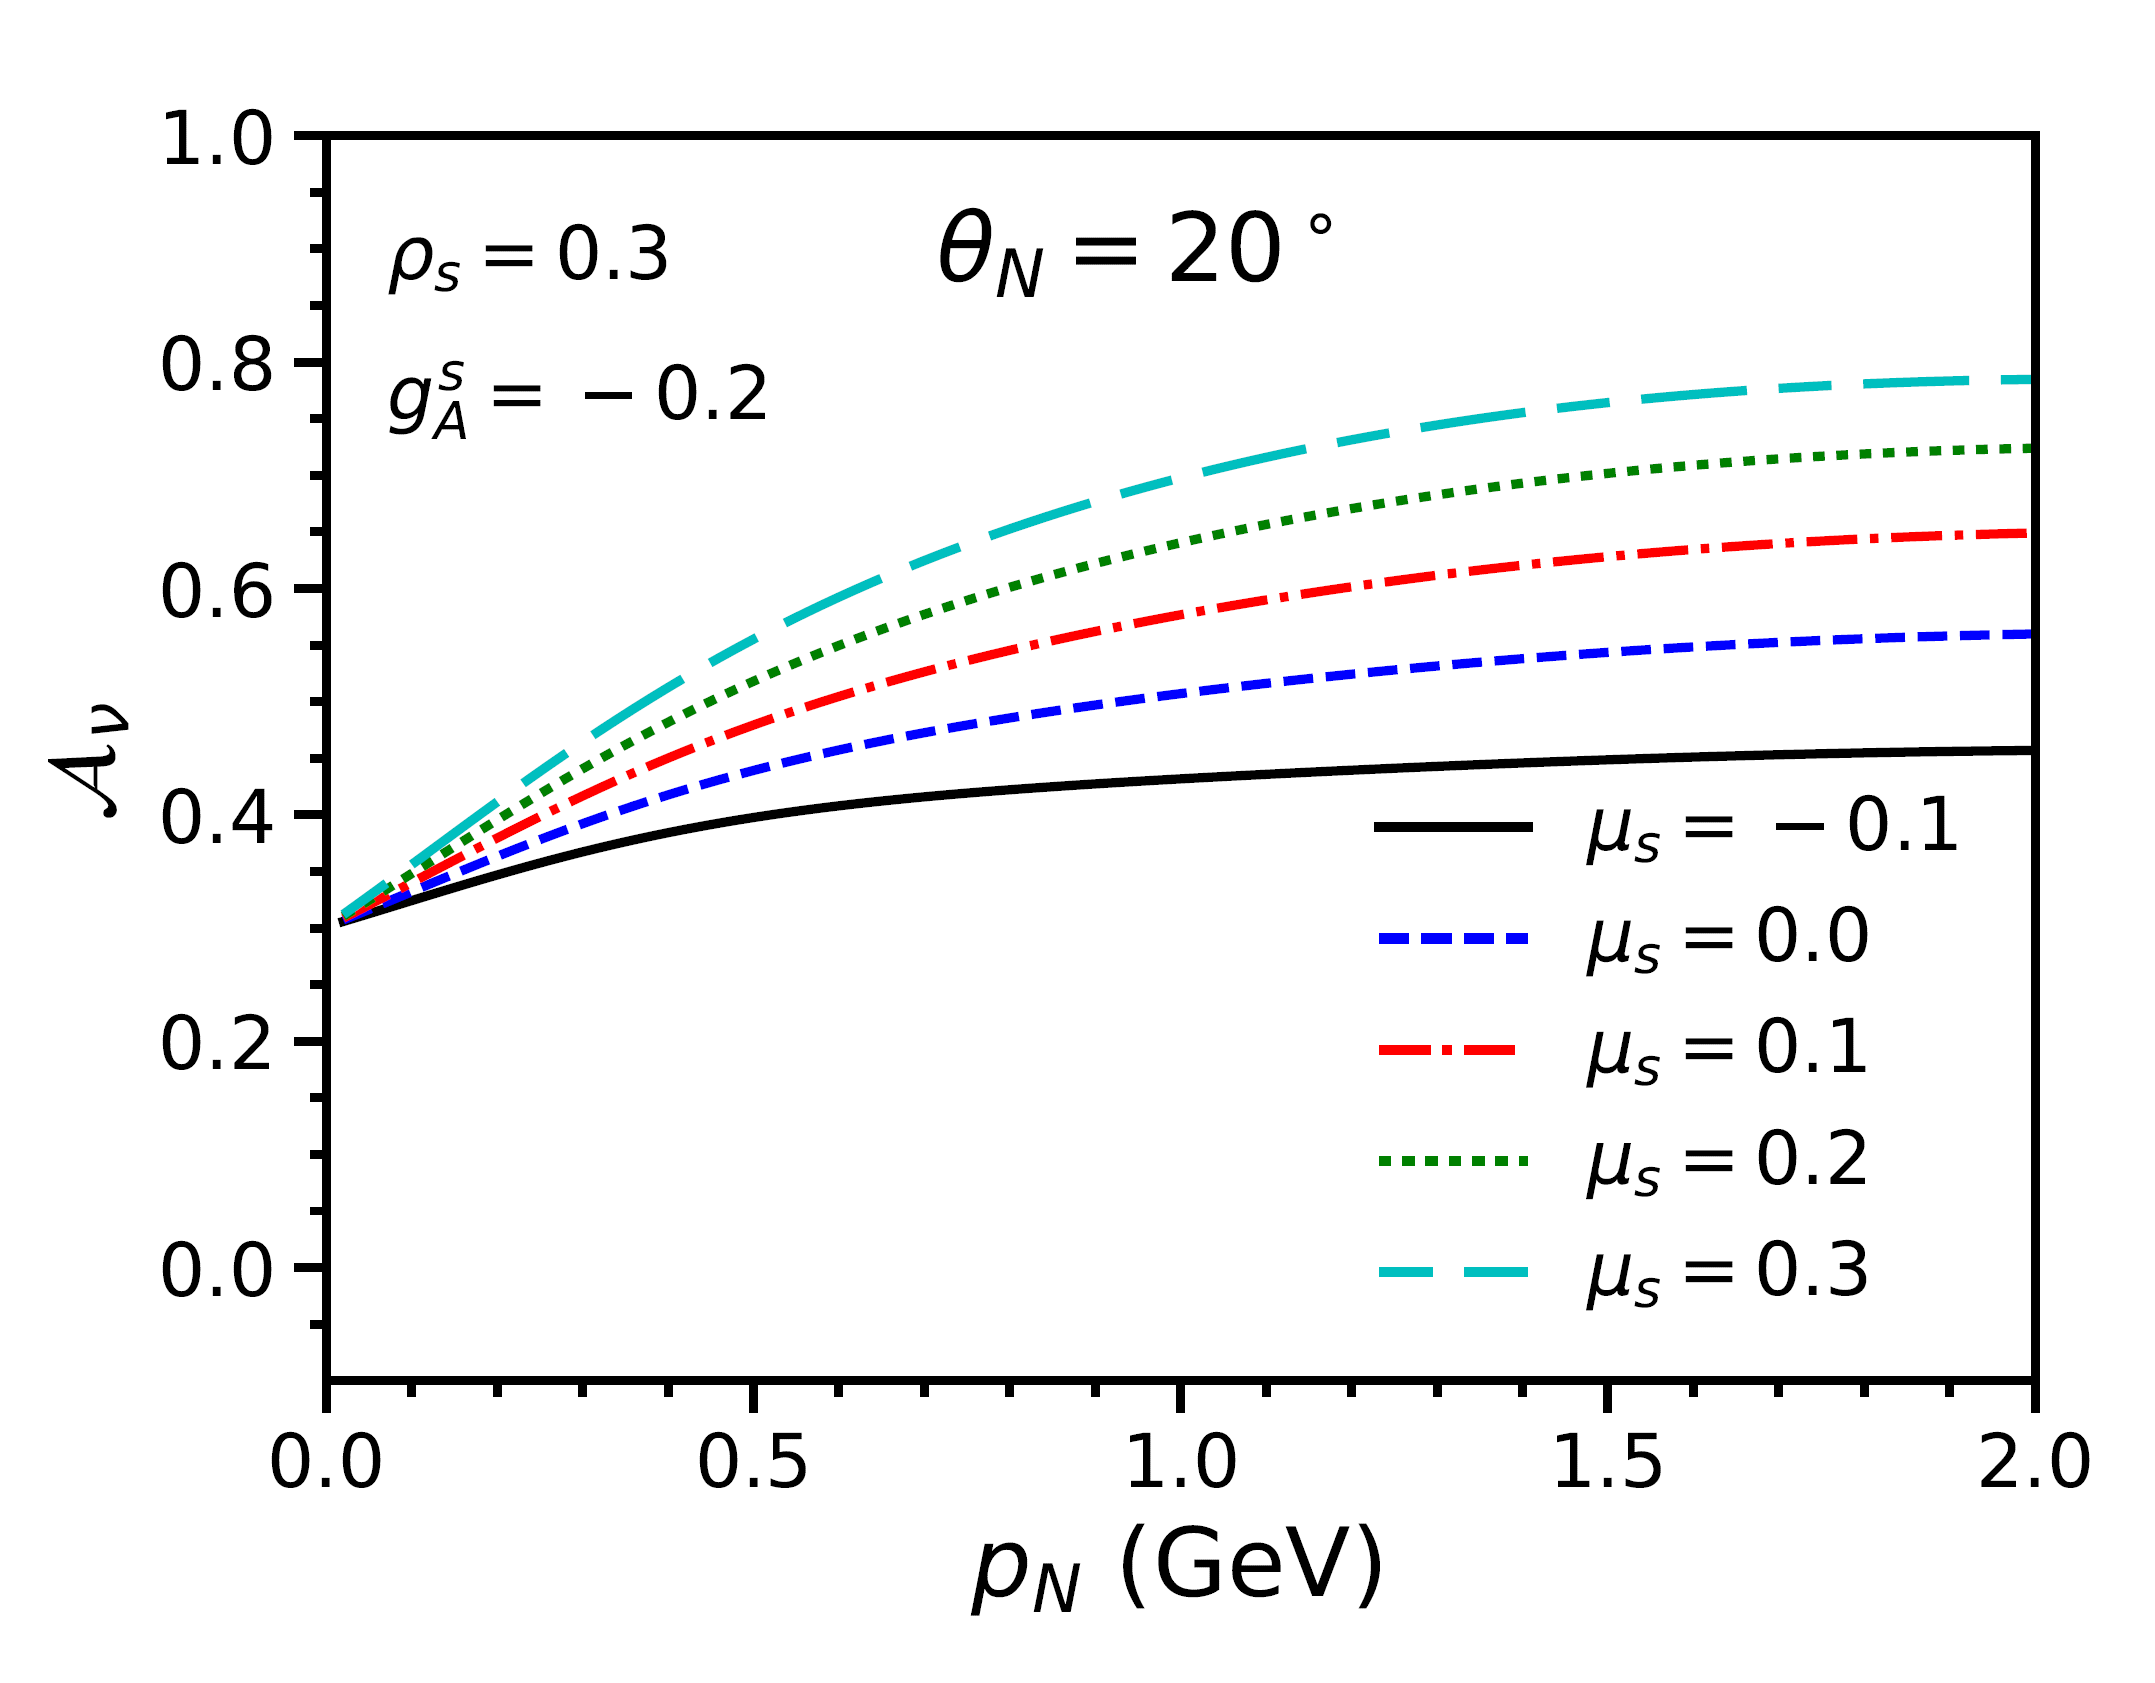 1.0
0.8
0.6
0.4
0.2
0.0
𝒜ν
ρs = 0.3
θN = 20°
g_A^s = −0.2
μs = −0.1
μs = 0.0
μs = 0.1
μs = 0.2
μs = 0.3
0.0 0.5 1.0 1.5 2.0
pN (GeV)